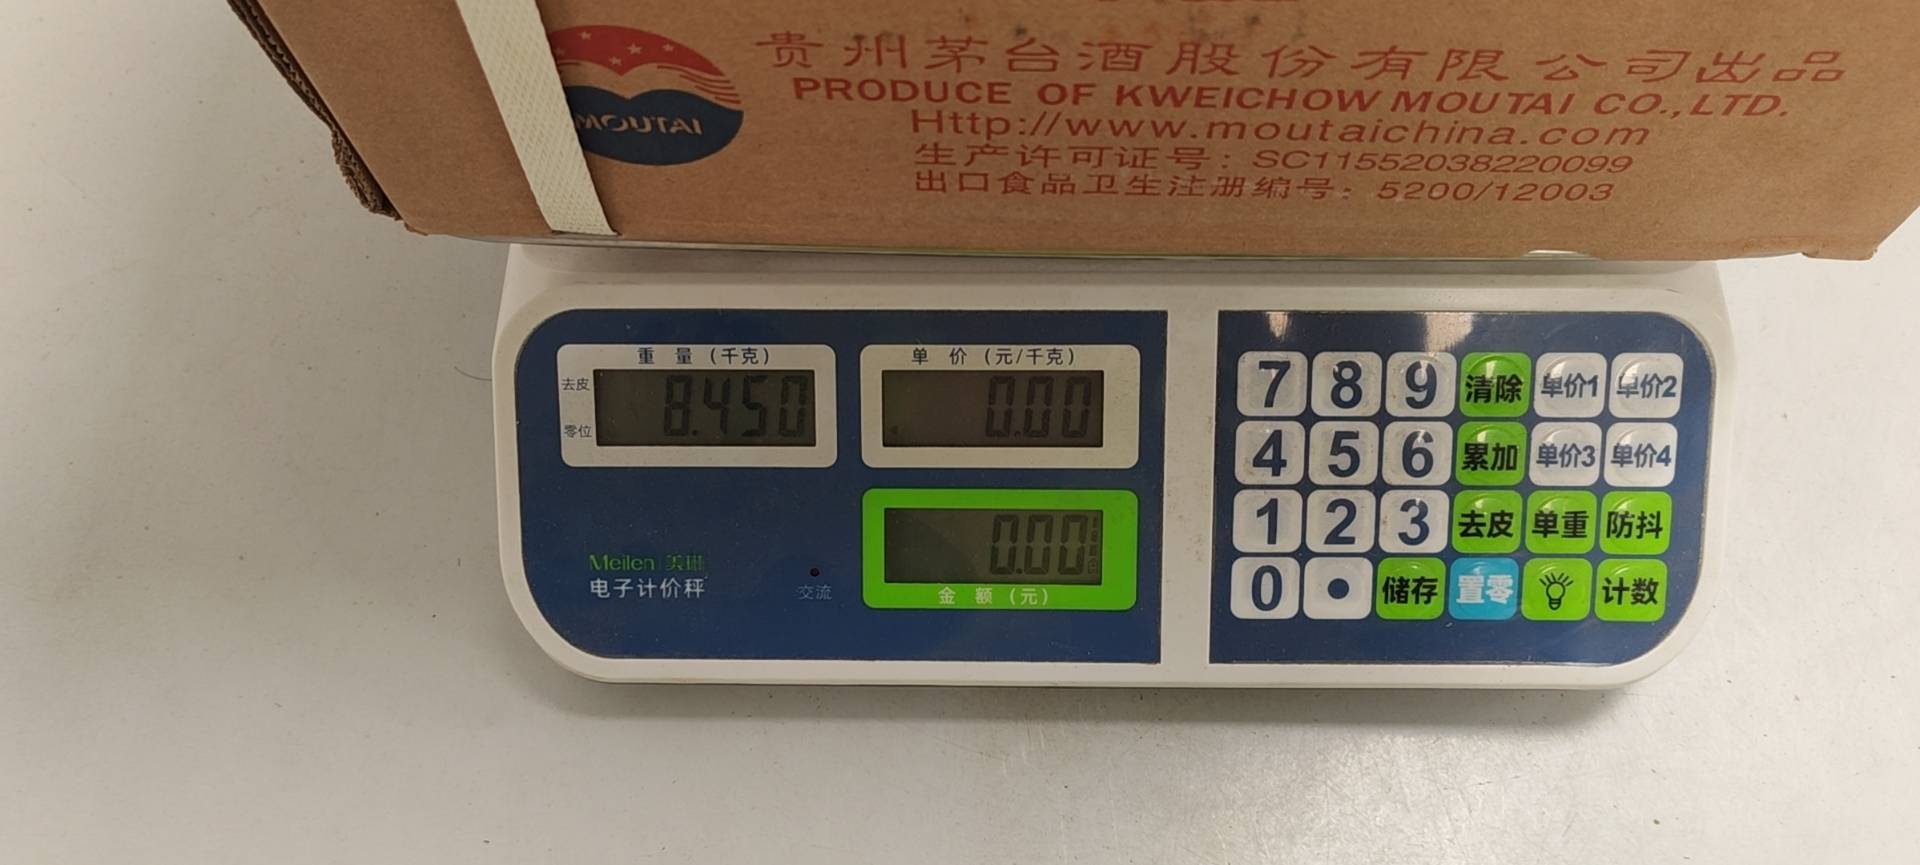 贵州茅台酒股份有限公司出品
PRODUCE OF KWEICHOW MOUTAI CO.,LTD.
MOUTAI
Http://www.moutaichina.com
生产许可证号：SC11552038220099
出口食品卫生注册编号：5200/12003
重量（千克）
单价（元/千克）
去皮
零位
8.450
0.00
0.00
金额（元）
Meilen 美琳
电子计价秤
交流
7 8 9 清除 单价1 单价2
4 5 6 累加 单价3 单价4
1 2 3 去皮 单重 防抖
0 . 储存 置零 计数